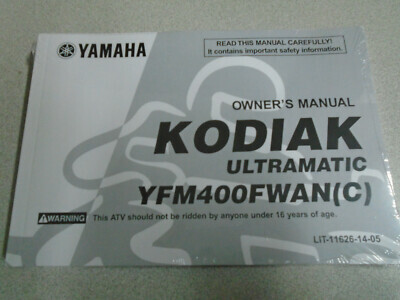 YAMAHA
READ THIS MANUAL CAREFULLY!
It contains important safety information.
OWNER'S MANUAL
KODIAK
ULTRAMATIC
YFM400FWAN(C)
WARNING This ATV should not be ridden by anyone under 16 years of age.
LIT-11626-14-05